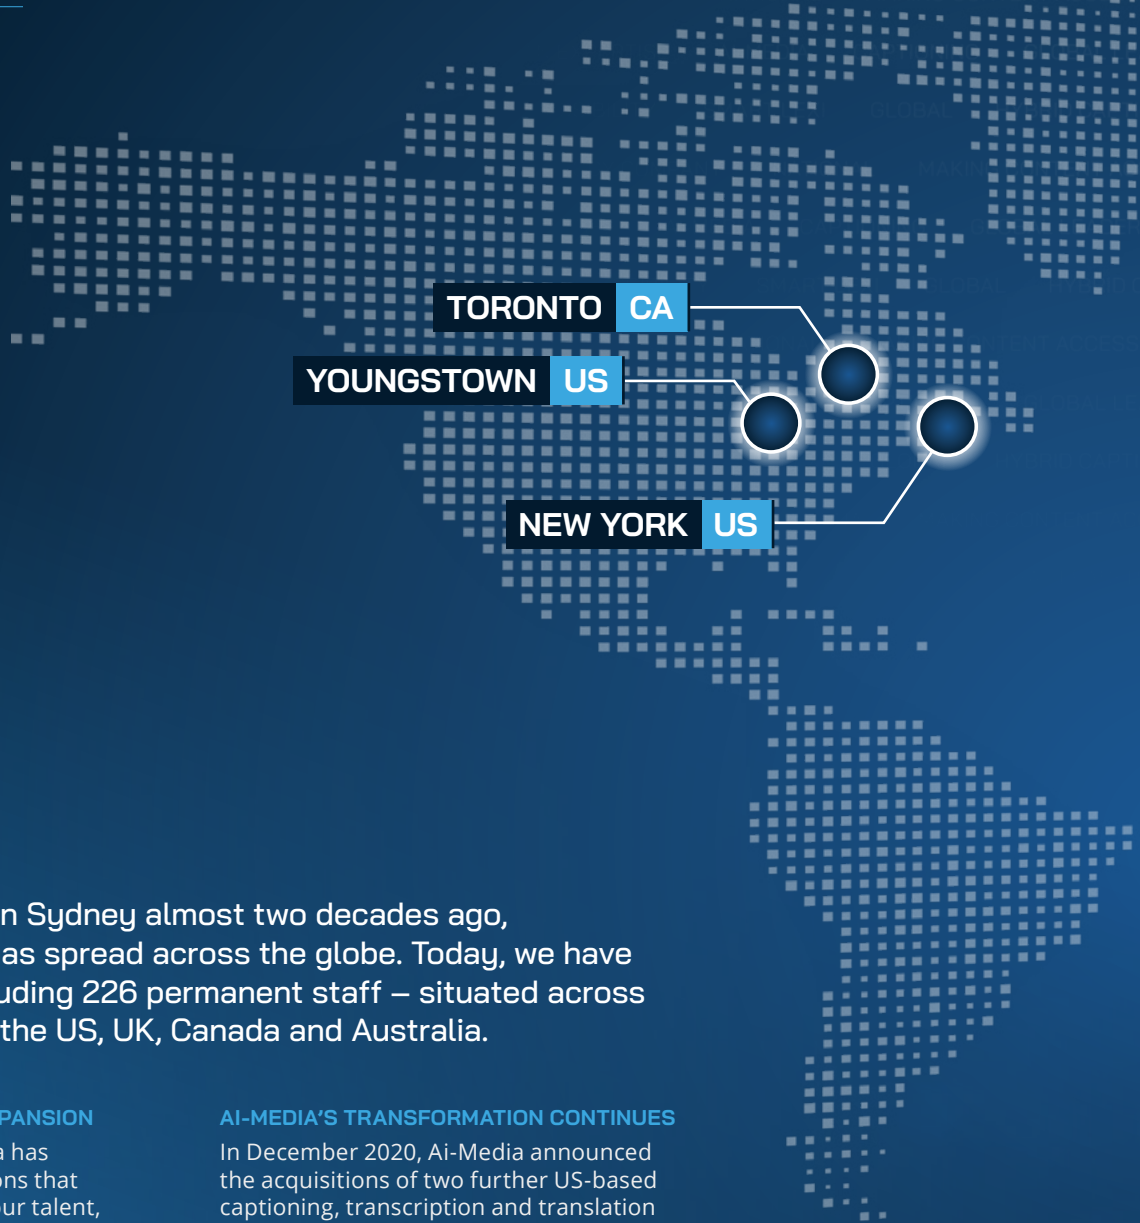 TORONTO CA
YOUNGSTOWN US
NEW YORK US
n Sydney almost two decades ago,
as spread across the globe. Today, we have
uding 226 permanent staff – situated across
the US, UK, Canada and Australia.
PANSION
a has
ons that
our talent,
AI-MEDIA’S TRANSFORMATION CONTINUES
In December 2020, Ai-Media announced
the acquisitions of two further US-based
captioning, transcription and translation